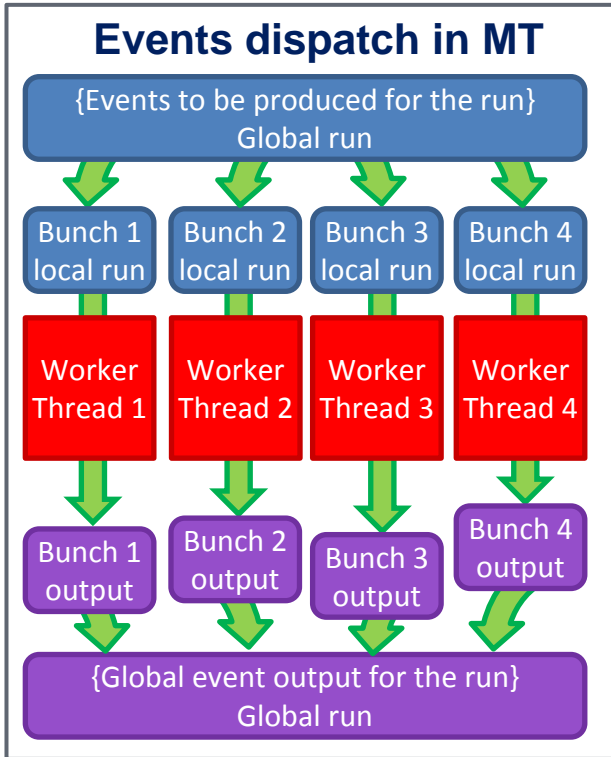 Events dispatch in MT
{Events to be produced for the run}
Global run
Bunch 1
local run
Bunch 2
local run
Bunch 3
local run
Bunch 4
local run
Worker
Thread 1
Worker
Thread 2
Worker
Thread 3
Worker
Thread 4
Bunch 1
output
Bunch 2
output
Bunch 3
output
Bunch 4
output
{Global event output for the run}
Global run